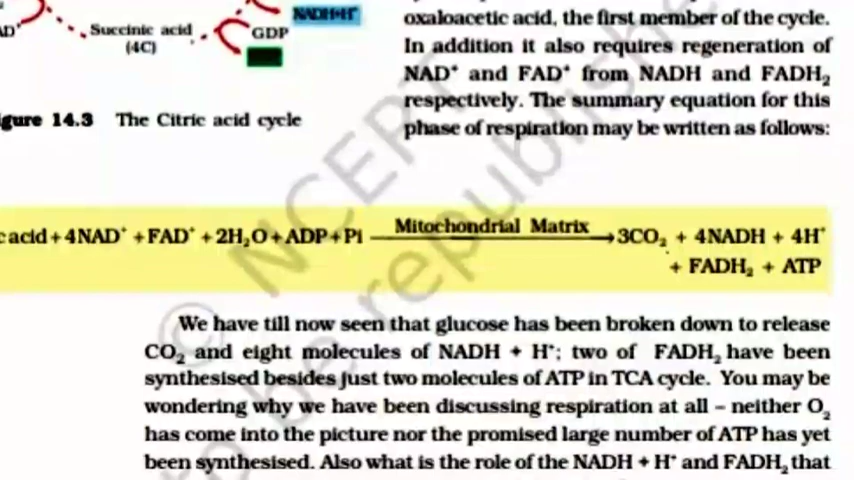 NADH+H⁺
AD⁺
Succinic acid
(4C)
GDP
gure 14.3 The Citric acid cycle
oxaloacetic acid, the first member of the cycle.
In addition it also requires regeneration of
NAD⁺ and FAD⁺ from NADH and FADH₂
respectively. The summary equation for this
phase of respiration may be written as follows:
c acid + 4NAD⁺ + FAD⁺ + 2H₂O + ADP + Pi Mitochondrial Matrix → 3CO₂ + 4NADH + 4H⁺
+ FADH₂ + ATP
We have till now seen that glucose has been broken down to release
CO₂ and eight molecules of NADH + H⁺; two of FADH₂ have been
synthesised besides just two molecules of ATP in TCA cycle. You may be
wondering why we have been discussing respiration at all – neither O₂
has come into the picture nor the promised large number of ATP has yet
been synthesised. Also what is the role of the NADH + H⁺ and FADH₂ that
© NCERT
to be republishe